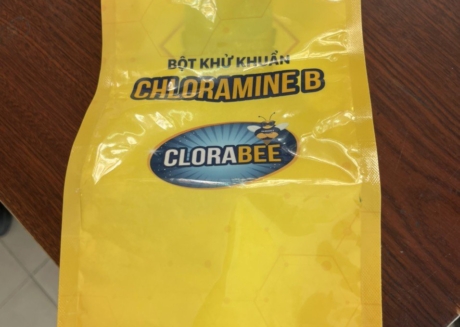 BỘT KHỬ KHUẨN
CHLORAMINE B
CLORABEE